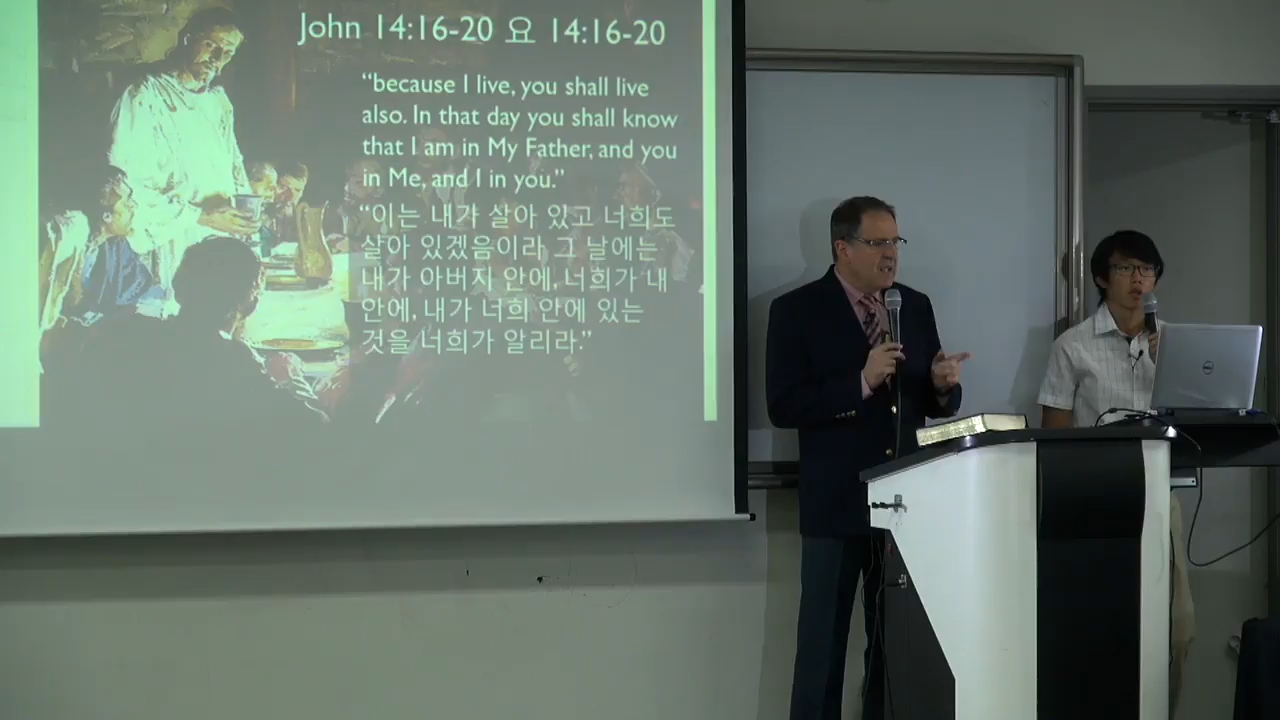 John 14:16-20 요 14:16-20
“because I live, you shall live
also. In that day you shall know
that I am in My Father, and you
in Me, and I in you.”
“이는 내가 살아 있고 너희도
살아 있겠음이라 그 날에는
내가 아버지 안에, 너희가 내
안에, 내가 너희 안에 있는
것을 너희가 알리라.”
DELL